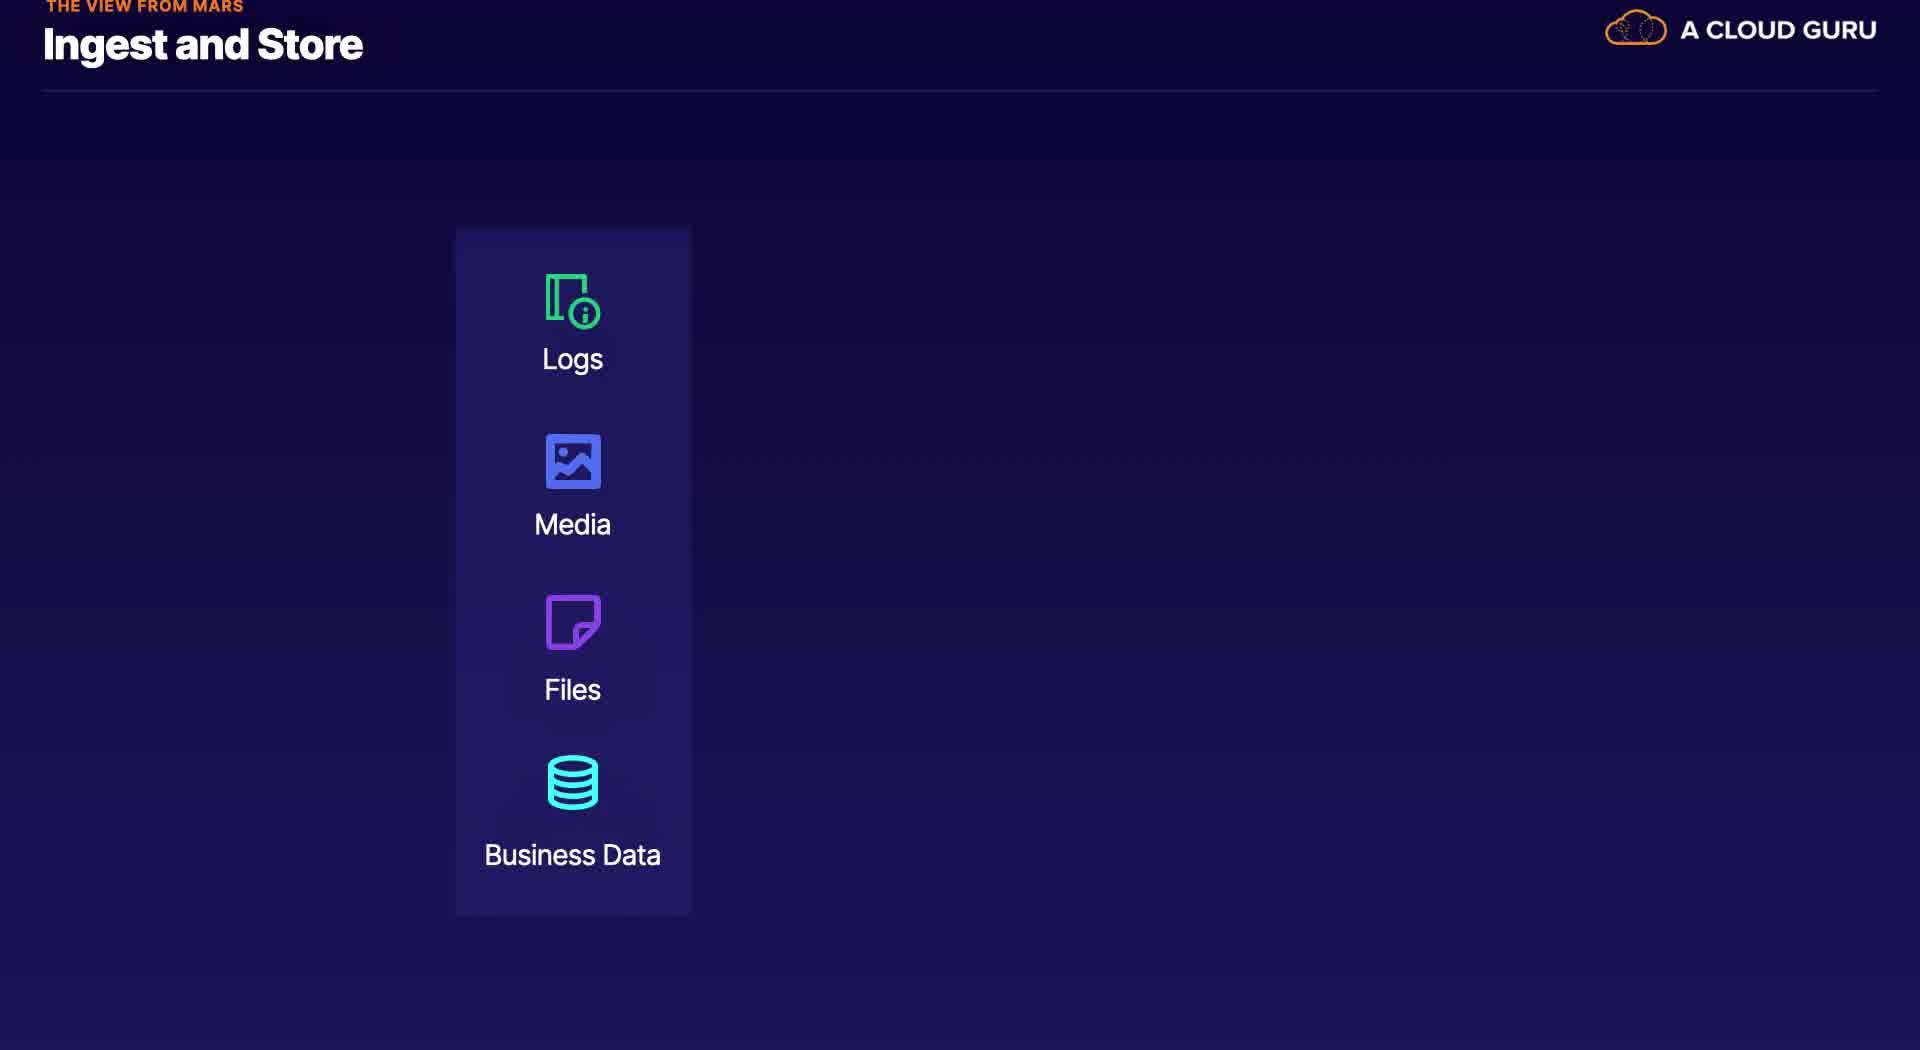 THE VIEW FROM MARS
Ingest and Store
A CLOUD GURU
Logs
Media
Files
Business Data